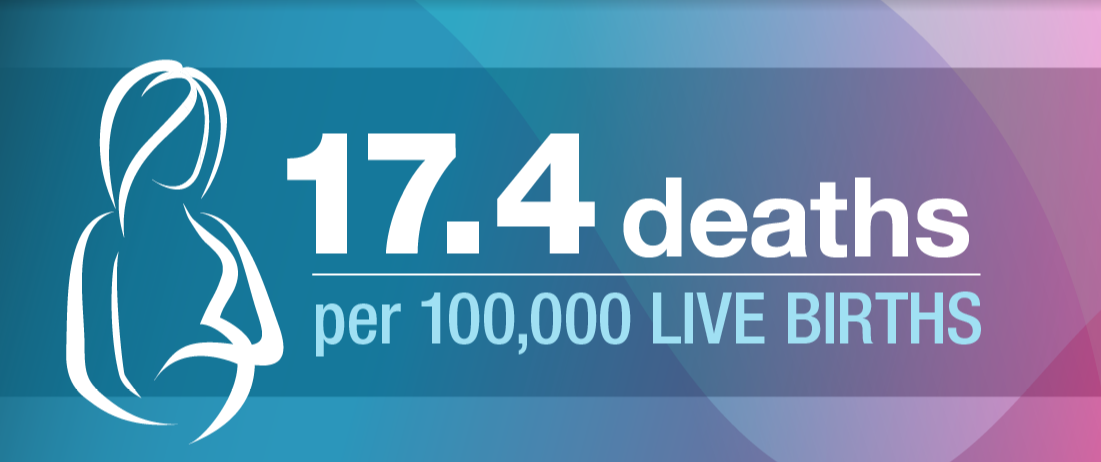 17.4 deaths
per 100,000 LIVE BIRTHS